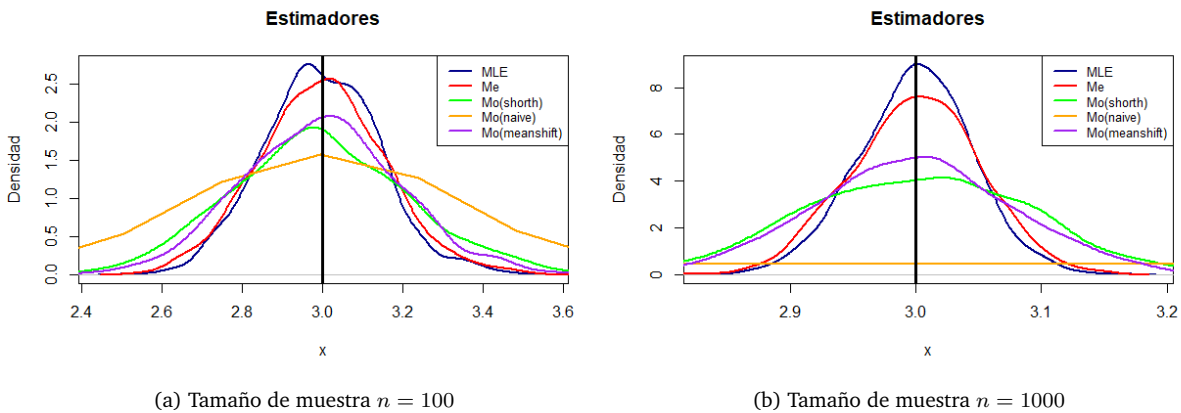 Estimadores
Densidad
0.0 0.5 1.0 1.5 2.0 2.5
MLE
Me
Mo(shorth)
Mo(naive)
Mo(meanshift)
2.4 2.6 2.8 3.0 3.2 3.4 3.6
x
(a) Tamaño de muestra n = 100
Estimadores
Densidad
0 2 4 6 8
MLE
Me
Mo(shorth)
Mo(naive)
Mo(meanshift)
2.9 3.0 3.1 3.2
x
(b) Tamaño de muestra n = 1000